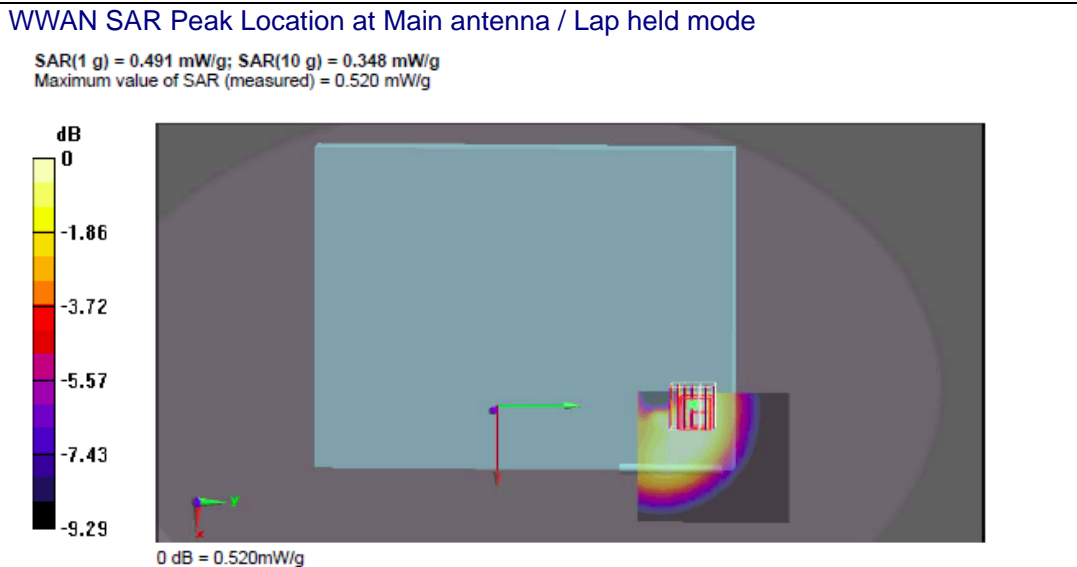 WWAN SAR Peak Location at Main antenna / Lap held mode
SAR(1 g) = 0.491 mW/g; SAR(10 g) = 0.348 mW/g
Maximum value of SAR (measured) = 0.520 mW/g
dB
0
-1.86
-3.72
-5.57
-7.43
-9.29
y
x
0 dB = 0.520mW/g